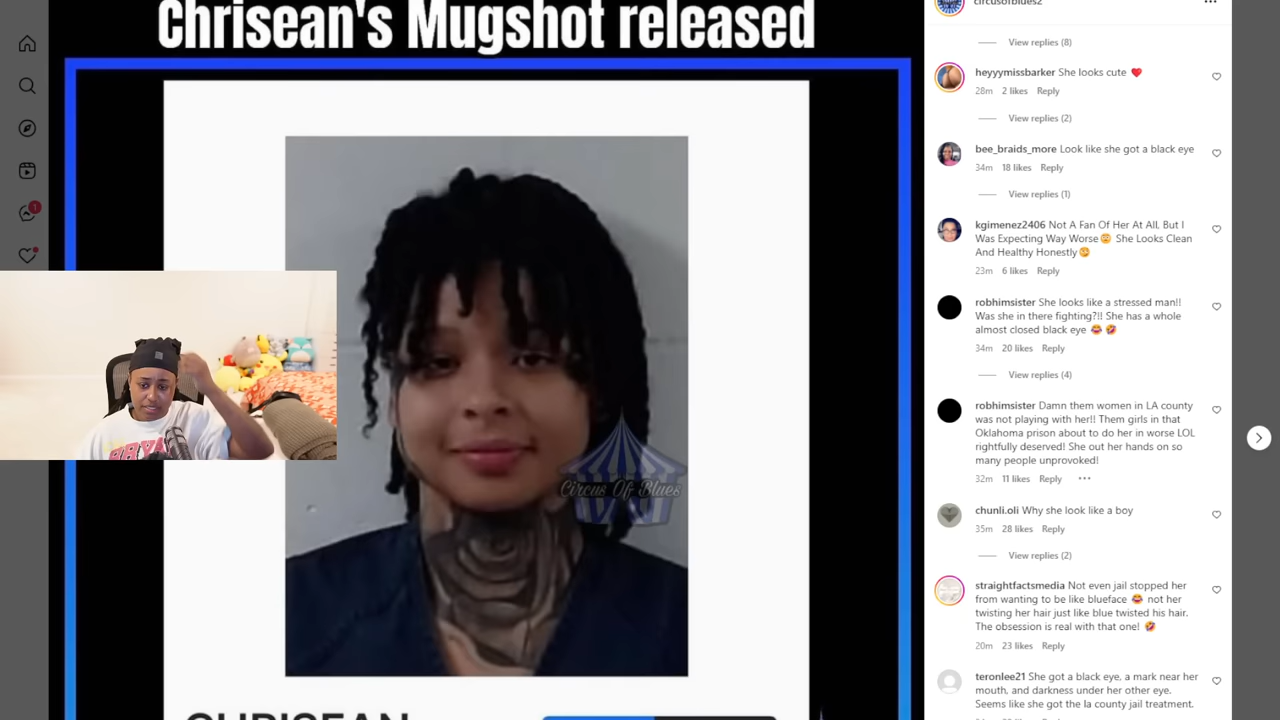 Chrisean's Mugshot released
Circus Of Blues
CHRISEAN
circusofblues2
View replies (8)
heyyymissbarker She looks cute ❤️
28m 2 likes Reply
View replies (2)
bee_braids_more Look like she got a black eye
34m 18 likes Reply
View replies (1)
kgimenez2406 Not A Fan Of Her At All, But I
Was Expecting Way Worse😳 She Looks Clean
And Healthy Honestly😳
23m 6 likes Reply
robhimsister She looks like a stressed man!!
Was she in there fighting?!! She has a whole
almost closed black eye 😂 🤣
34m 20 likes Reply
View replies (4)
robhimsister Damn them women in LA county
was not playing with her!! Them girls in that
Oklahoma prison about to do her in worse LOL
rightfully deserved! She out her hands on so
many people unprovoked!
32m 11 likes Reply ...
chunli.oli Why she look like a boy
35m 28 likes Reply
View replies (2)
straightfactsmedia Not even jail stopped her
from wanting to be like blueface 😂 not her
twisting her hair just like blue twisted his hair.
The obsession is real with that one! 🤣
20m 23 likes Reply
teronlee21 She got a black eye, a mark near her
mouth, and darkness under her other eye.
Seems like she got the la county jail treatment.